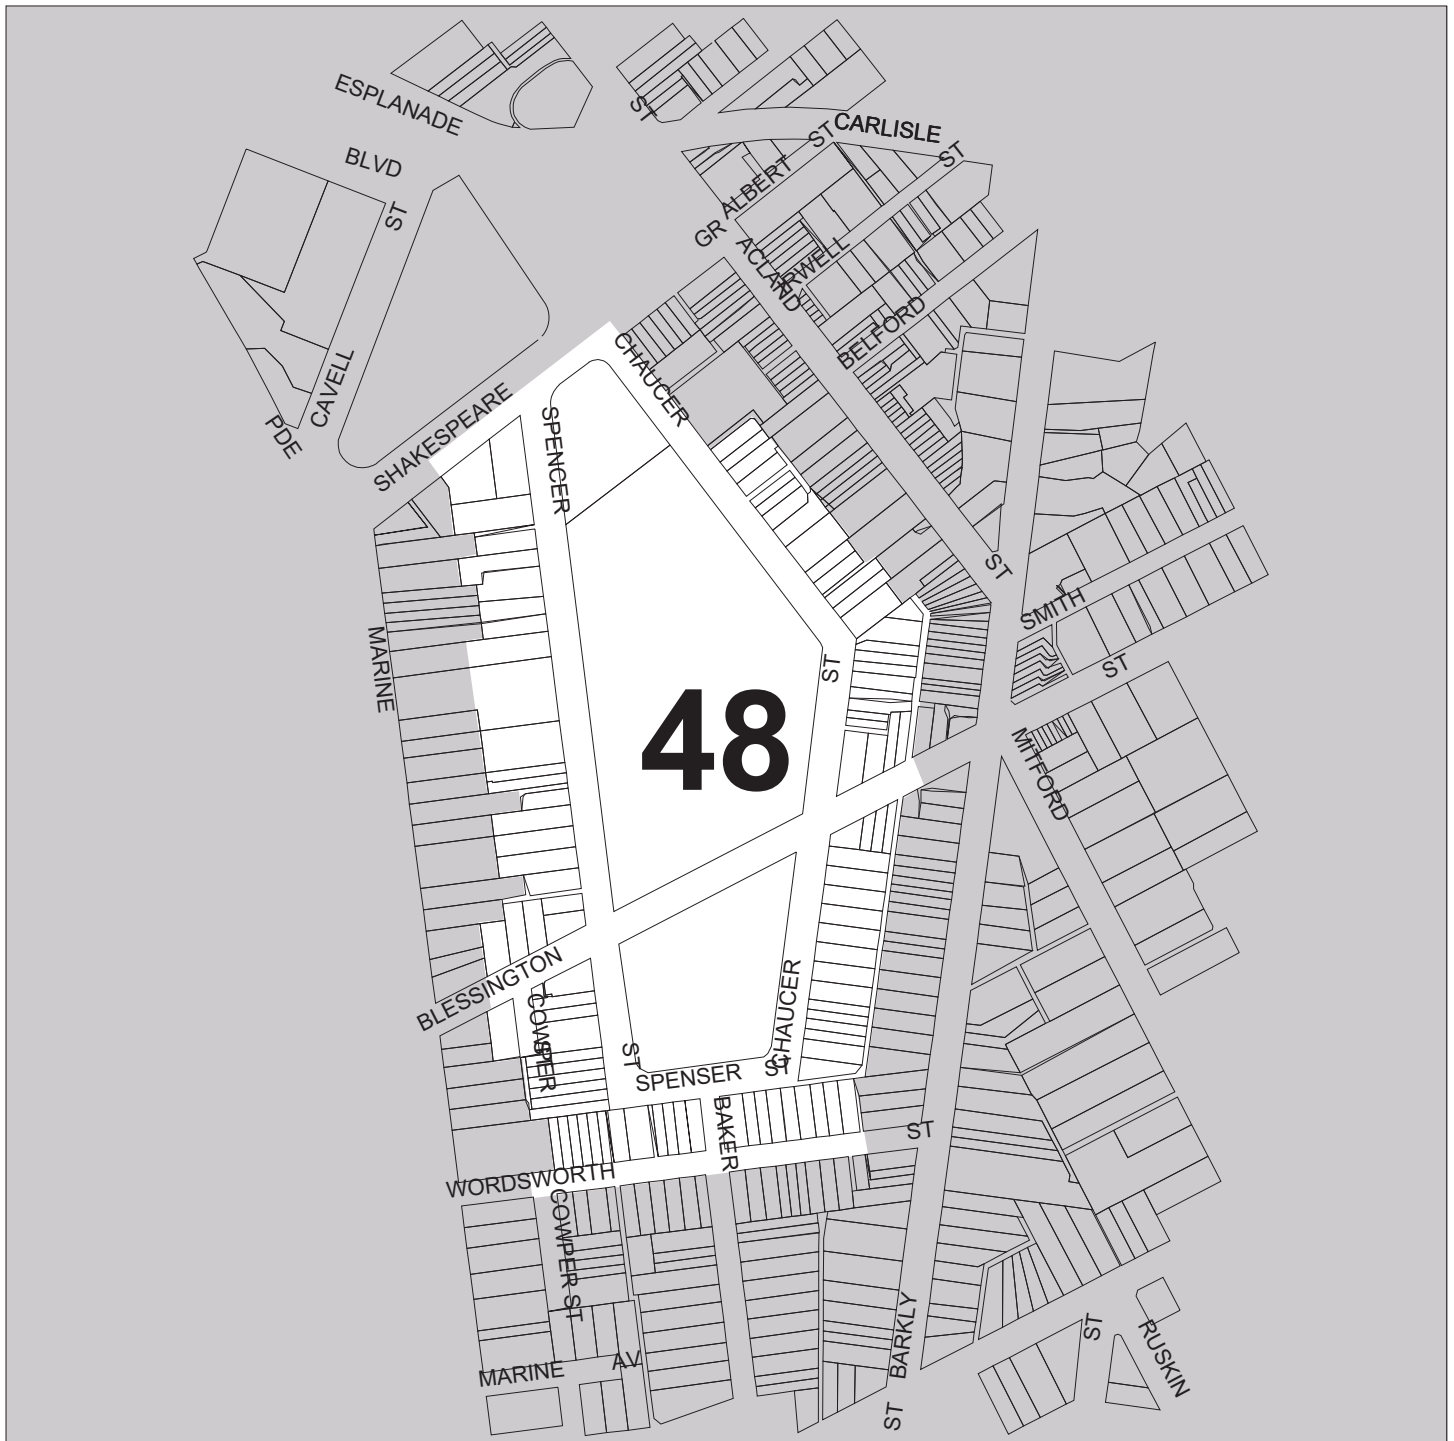 ESPLANADE
ST
CARLISLE
ST
ST
BLVD
ALBERT
ST
GR
ACLAND
IRWELL
BELFORD
CHAUCER
CAVELL
SHAKESPEARE
PDE
SPENCER
ST
SMITH
MARINE
ST
ST
48
MITFORD
BLESSINGTON
CHAUCER
COWPER
ST
ST
SPENSER
ST
BAKER
ST
WORDSWORTH
COWPER ST
BARKLY
ST
RUSKIN
MARINE
AV
ST